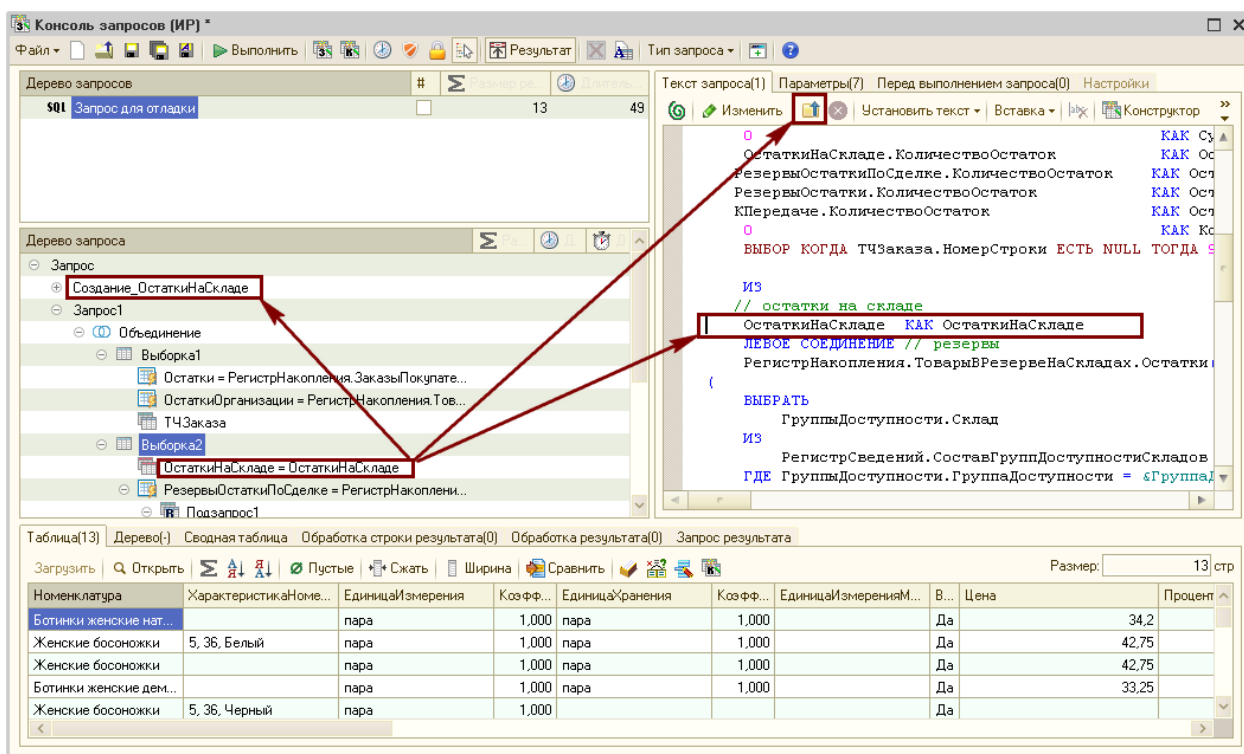 Консоль запросов (ИР) *
Файл Выполнить Результат Тип запроса
Дерево запросов # Размер ре... Длитель...
SQL Запрос для отладки 13 49
Текст запроса(1) Параметры(7) Перед выполнением запроса(0) Настройки
Изменить Установить текст Вставка Конструктор
0 КАК Су
ОстаткиНаСкладе.КоличествоОстаток КАК Ос
РезервыОстаткиПоСделке.КоличествоОстаток КАК Ост
РезервыОстатки.КоличествоОстаток КАК Ост
КПередаче.КоличествоОстаток КАК Ост
0 КАК Ко
ВЫБОР КОГДА ТЧЗаказа.НомерСтроки ЕСТЬ NULL ТОГДА 9
ИЗ
// остатки на складе
ОстаткиНаСкладе КАК ОстаткиНаСкладе
ЛЕВОЕ СОЕДИНЕНИЕ // резервы
РегистрНакопления.ТоварыВРезервеНаСкладах.Остатки(
(
ВЫБРАТЬ
ГруппыДоступности.Склад
ИЗ
РегистрСведений.СоставГруппДоступностиСкладов
ГДЕ ГруппыДоступности.ГруппаДоступности = &ГруппаД
Дерево запроса Ра... Д... Д
Запрос
Создание_ОстаткиНаСкладе
Запрос1
Объединение
Выборка1
Остатки = РегистрНакопления.ЗаказыПокупате...
ОстаткиОрганизации = РегистрНакопления.Тов...
ТЧЗаказа
Выборка2
ОстаткиНаСкладе = ОстаткиНаСкладе
РезервыОстаткиПоСделке = РегистрНакоплени...
Подзапрос1
Таблица(13) Дерево(-) Сводная таблица Обработка строки результата(0) Обработка результата(0) Запрос результата
Загрузить Открыть Пустые Сжать Ширина Сравнить Размер: 13 стр
Номенклатура ХарактеристикаНоме... ЕдиницаИзмерения Коэфф... ЕдиницаХранения Коэфф... ЕдиницаИзмеренияМ... В... Цена Процент
Ботинки женские нат... пара 1,000 пара 1,000 Да 34,2
Женские босоножки 5, 36, Белый пара 1,000 пара 1,000 Да 42,75
Женские босоножки пара 1,000 пара 1,000 Да 42,75
Ботинки женские дем... пара 1,000 пара 1,000 Да 33,25
Женские босоножки 5, 36, Черный пара 1,000 Да